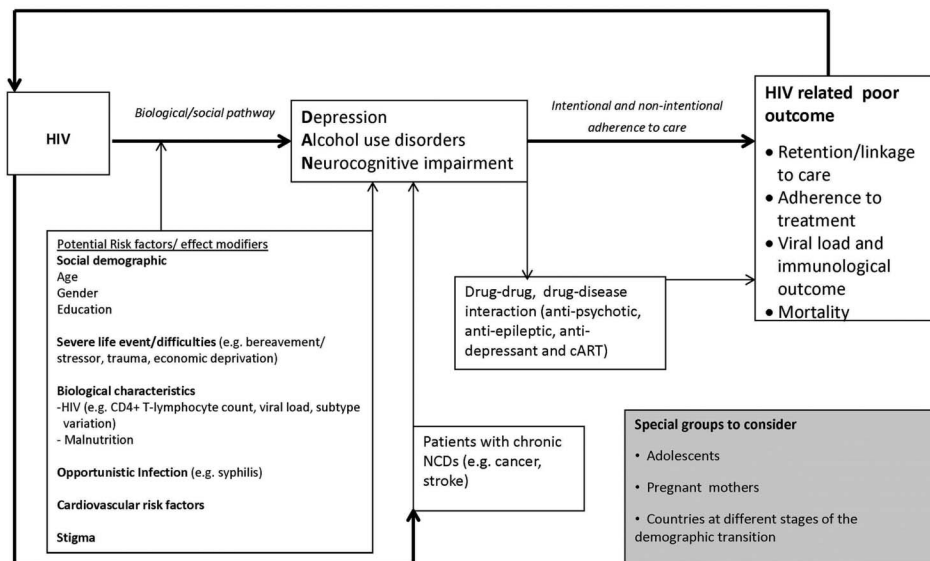 HIV
Biological/social pathway
Depression
Alcohol use disorders
Neurocognitive impairment
Intentional and non-intentional
adherence to care
HIV related poor
outcome
• Retention/linkage
to care
• Adherence to
treatment
• Viral load and
immunological
outcome
• Mortality
Potential Risk factors/ effect modifiers
Social demographic
Age
Gender
Education
Severe life event/difficulties (e.g. bereavement/
stressor, trauma, economic deprivation)
Biological characteristics
-HIV (e.g. CD4+ T-lymphocyte count, viral load, subtype
variation)
- Malnutrition
Opportunistic Infection (e.g. syphilis)
Cardiovascular risk factors
Stigma
Drug-drug, drug-disease
interaction (anti-psychotic,
anti-epileptic, anti-
depressant and cART)
Patients with chronic
NCDs (e.g. cancer,
stroke)
Special groups to consider
• Adolescents
• Pregnant mothers
• Countries at different stages of the
demographic transition